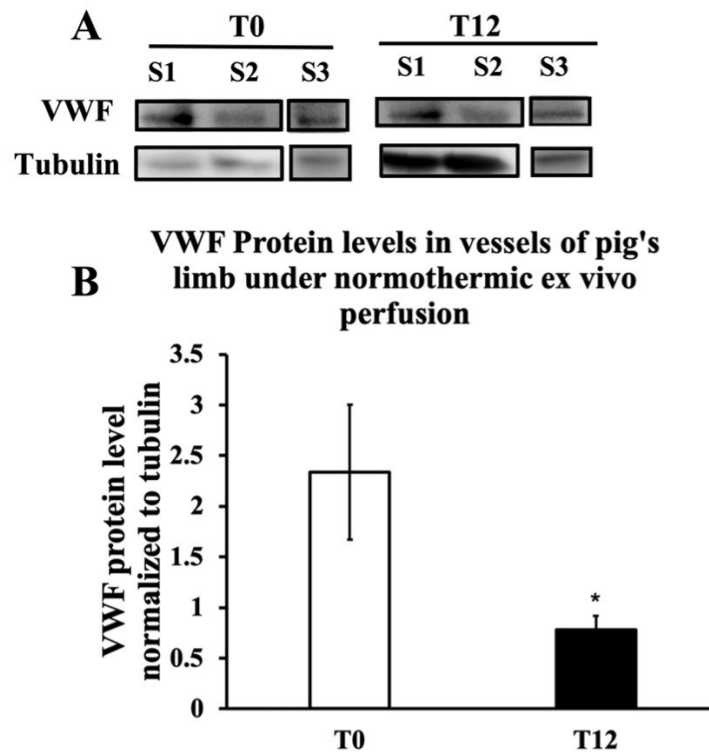 A
T0 T12
S1 S2 S3 S1 S2 S3
VWF
Tubulin
B
VWF Protein levels in vessels of pig's
limb under normothermic ex vivo
perfusion
VWF protein level
normalized to tubulin
3.5
3
2.5
2
1.5
1
0.5
0
*
T0 T12